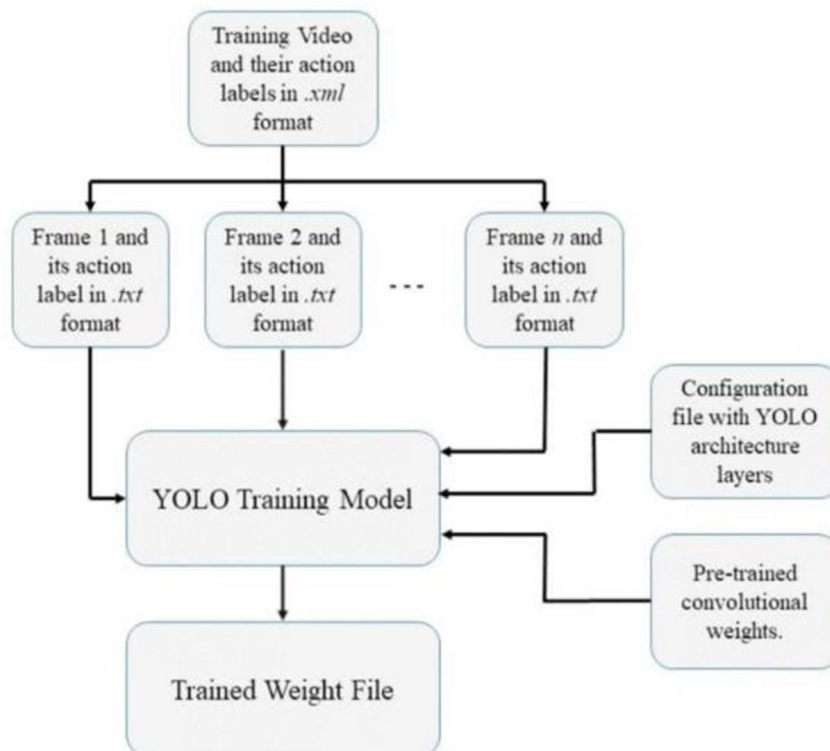 Training Video
and their action
labels in .xml
format
Frame 1 and
its action
label in .txt
format
Frame 2 and
its action
label in .txt
format
- - -
Frame n and
its action
label in .txt
format
Configuration
file with YOLO
architecture
layers
YOLO Training Model
Pre-trained
convolutional
weights.
Trained Weight File